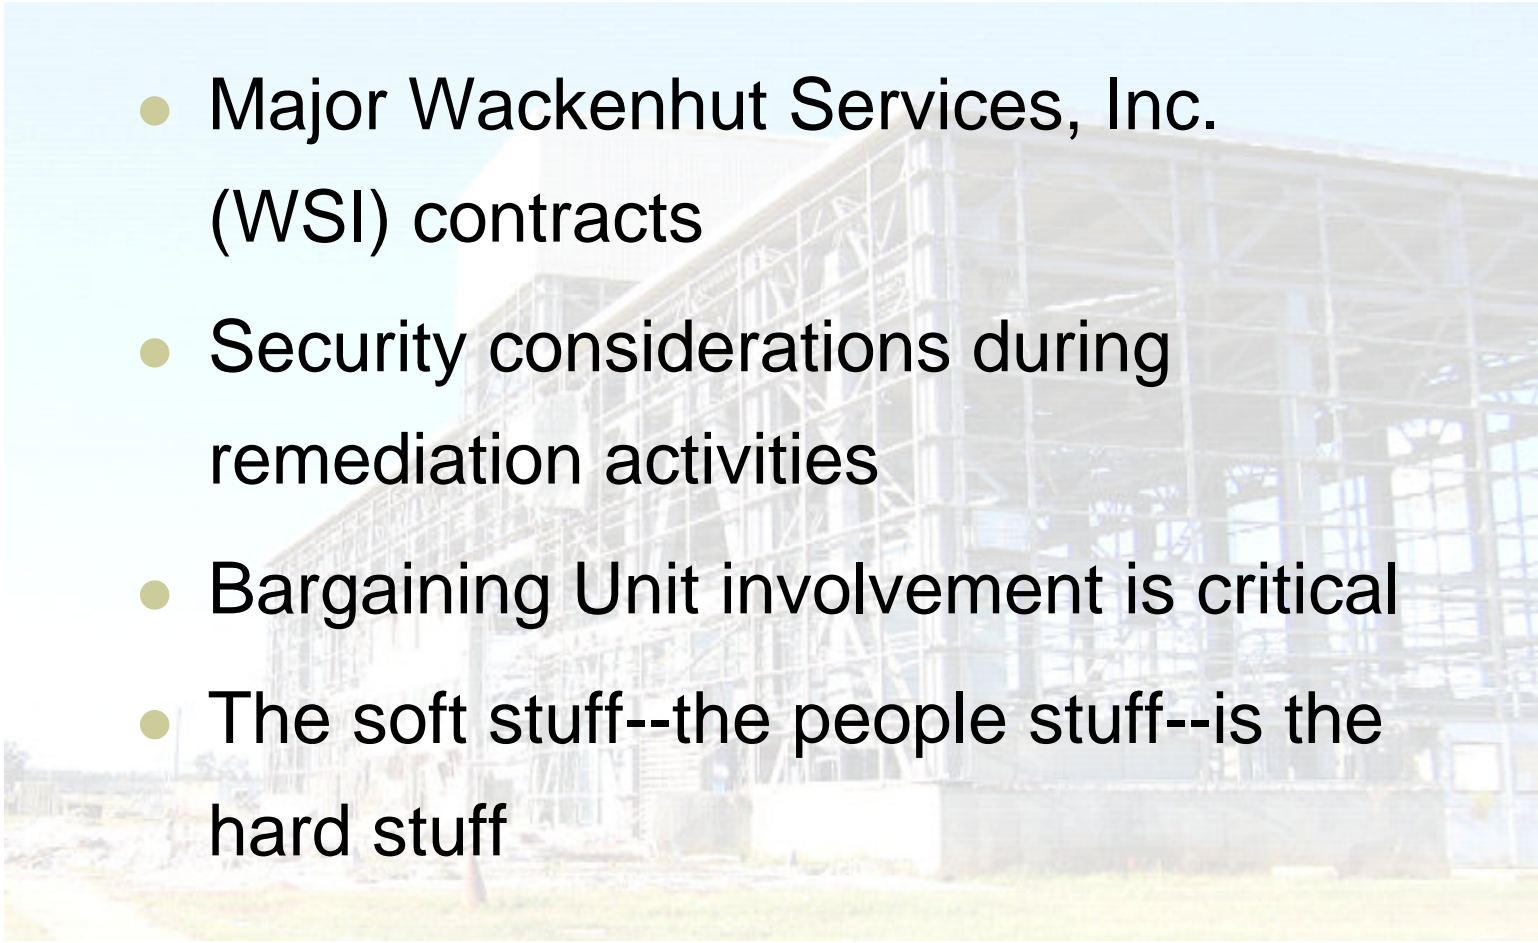 ● Major Wackenhut Services, Inc.
(WSI) contracts
● Security considerations during
remediation activities
● Bargaining Unit involvement is critical
● The soft stuff--the people stuff--is the
hard stuff